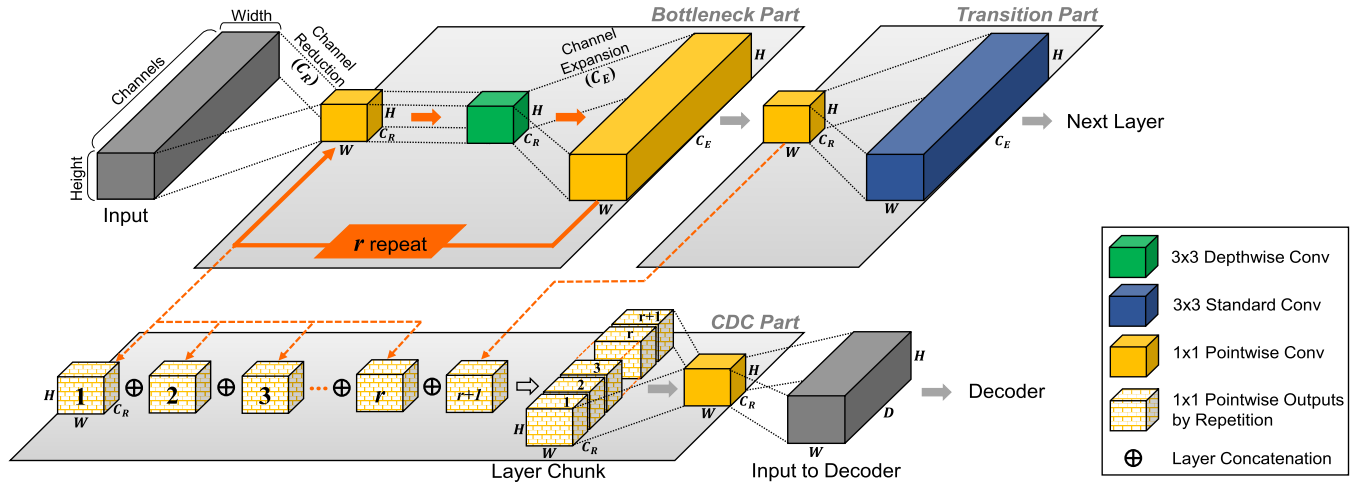 Bottleneck Part
Transition Part
Width
Channels
Height
Input
Channel
Reduction
(C_R)
H
C_R
W
H
C_R
Channel
Expansion
(C_E)
H
C_E
W
r repeat
H
C_R
W
H
C_E
W
Next Layer
CDC Part
H
1
W
C_R
⊕
2
⊕
3
⊕
r
⊕
r+1
r+1
r
3
2
1
H
W
C_R
Layer Chunk
H
C_R
W
H
D
W
Input to Decoder
Decoder
3x3 Depthwise Conv
3x3 Standard Conv
1x1 Pointwise Conv
1x1 Pointwise Outputs
by Repetition
⊕ Layer Concatenation